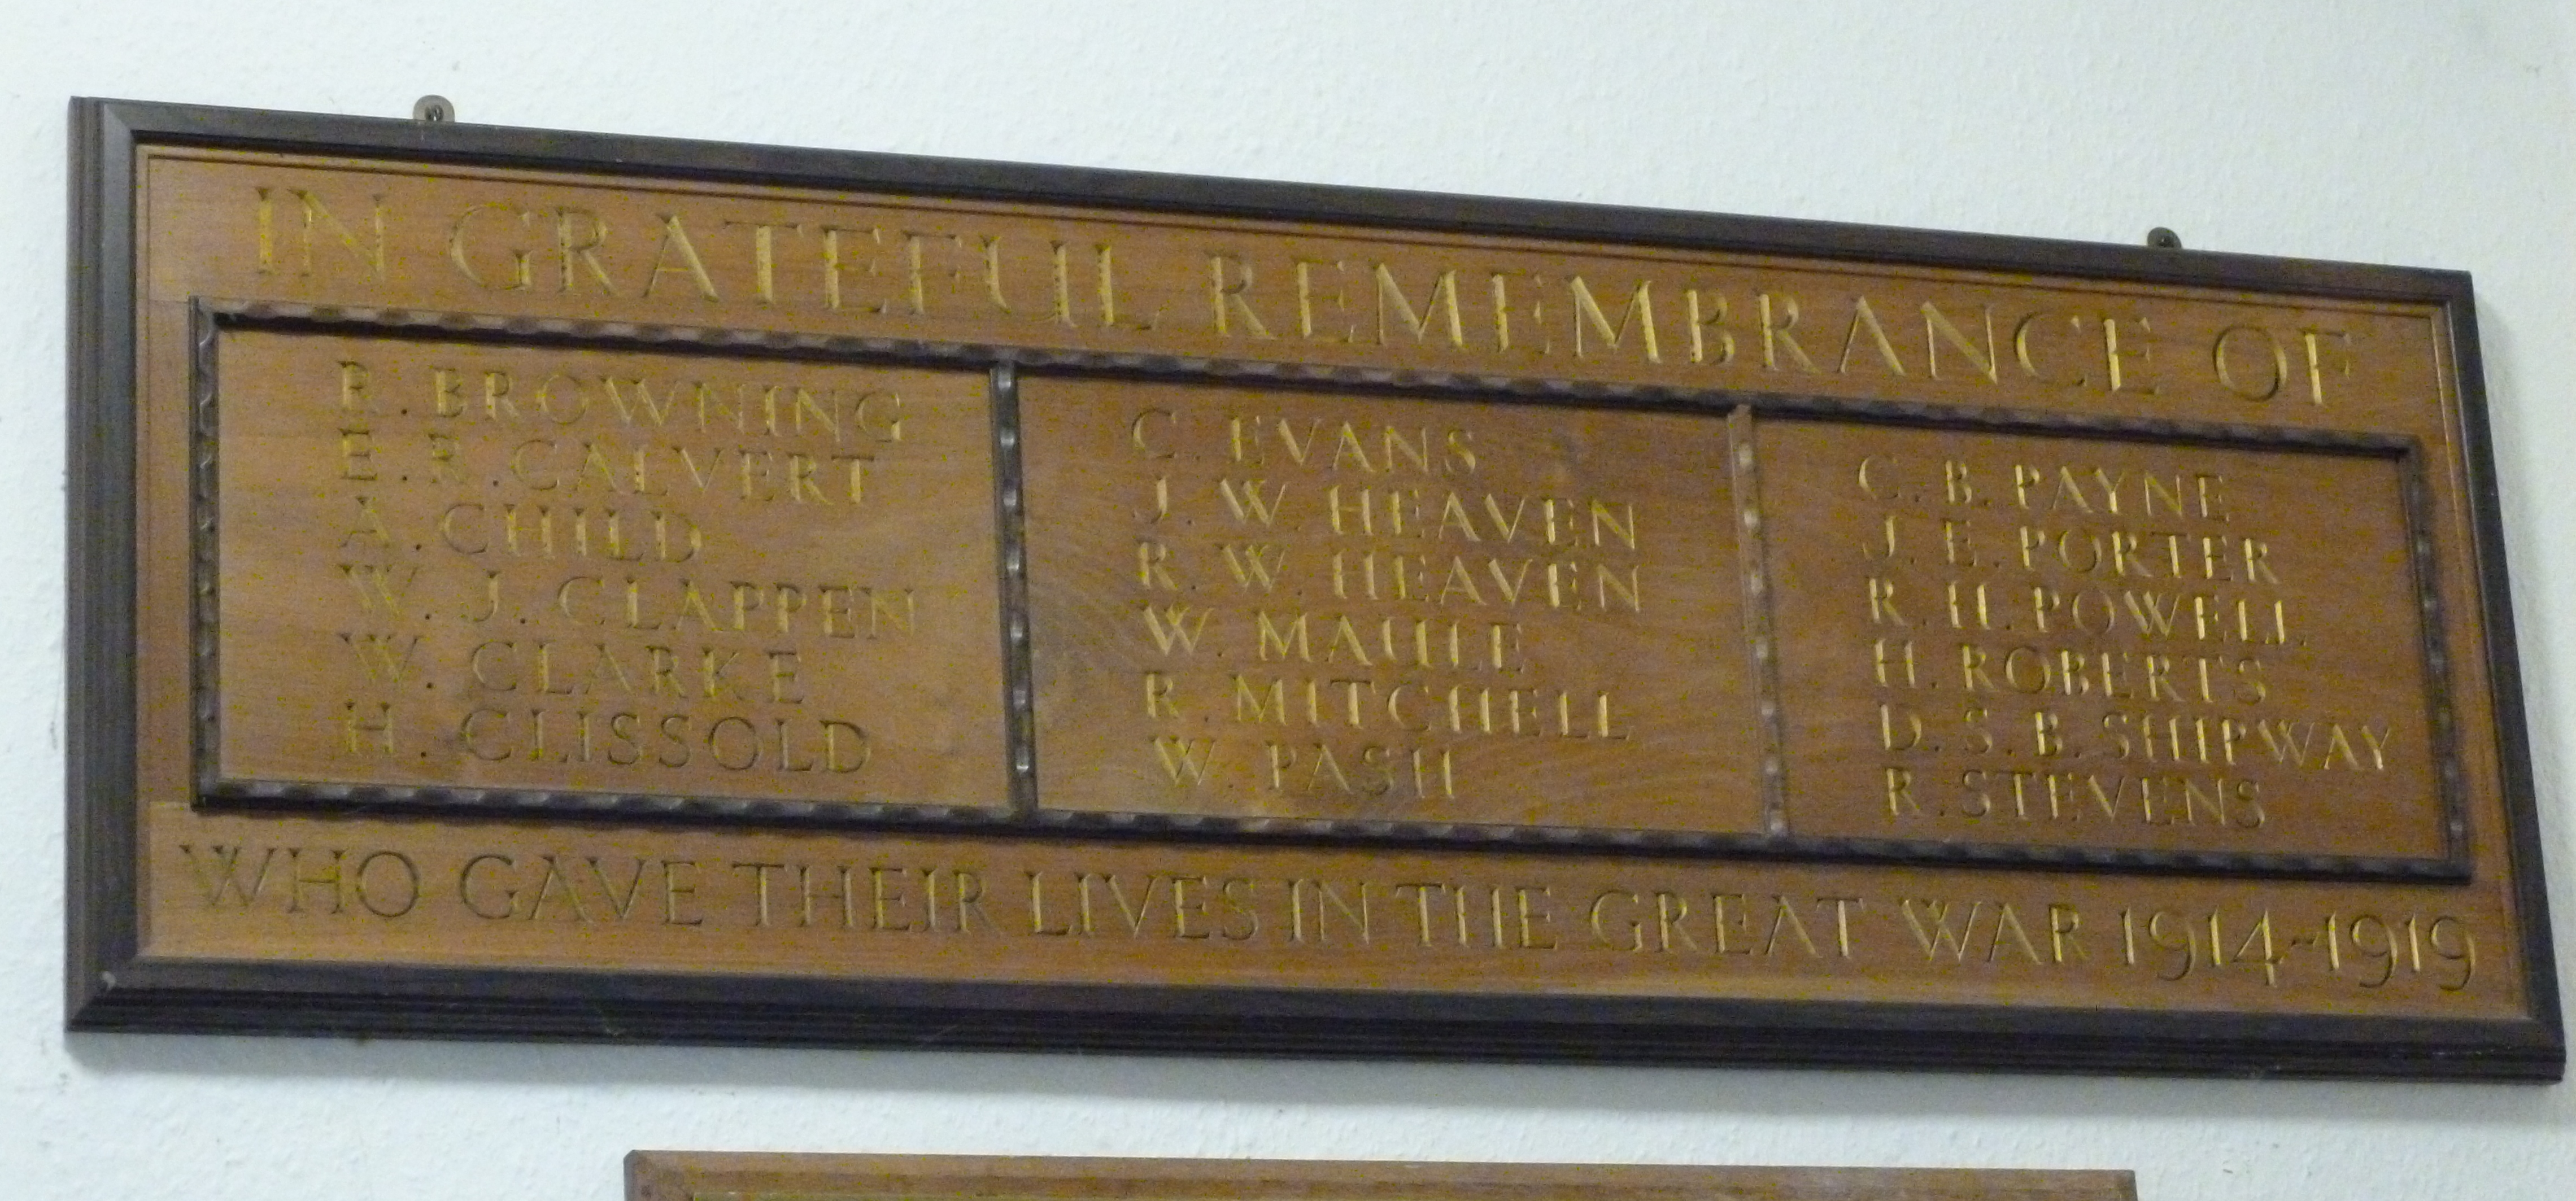 IN GRATEFUL REMEMBRANCE OF
R. BROWNING
E. R. CALVERT
A. CHILD
W. J. CLAPPEN
W. CLARKE
H. CLISSOLD
C. EVANS
J. W. HEAVEN
R. W. HEAVEN
W. MAULE
R. MITCHELL
W. PASH
C. B. PAYNE
J. E. PORTER
R. H. POWELL
H. ROBERTS
D. S. B. SHIPWAY
R. STEVENS
WHO GAVE THEIR LIVES IN THE GREAT WAR 1914-1919